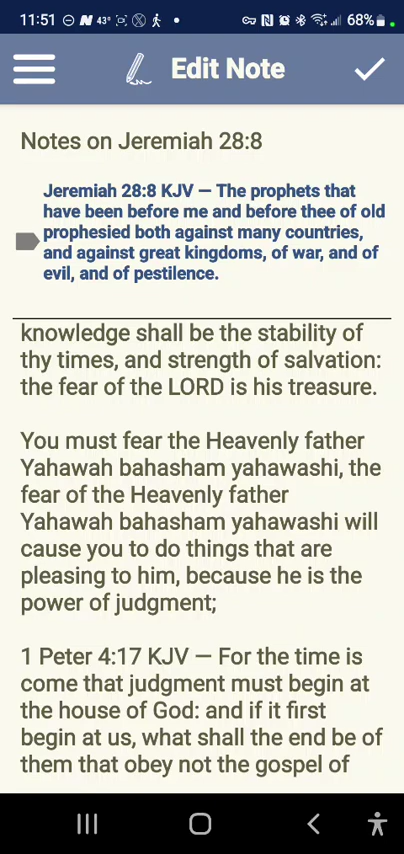 11:51 43° 68%
Edit Note
Notes on Jeremiah 28:8
Jeremiah 28:8 KJV — The prophets that
have been before me and before thee of old
prophesied both against many countries,
and against great kingdoms, of war, and of
evil, and of pestilence.
knowledge shall be the stability of
thy times, and strength of salvation:
the fear of the LORD is his treasure.
You must fear the Heavenly father
Yahawah bahasham yahawashi, the
fear of the Heavenly father
Yahawah bahasham yahawashi will
cause you to do things that are
pleasing to him, because he is the
power of judgment;
1 Peter 4:17 KJV — For the time is
come that judgment must begin at
the house of God: and if it first
begin at us, what shall the end be of
them that obey not the gospel of